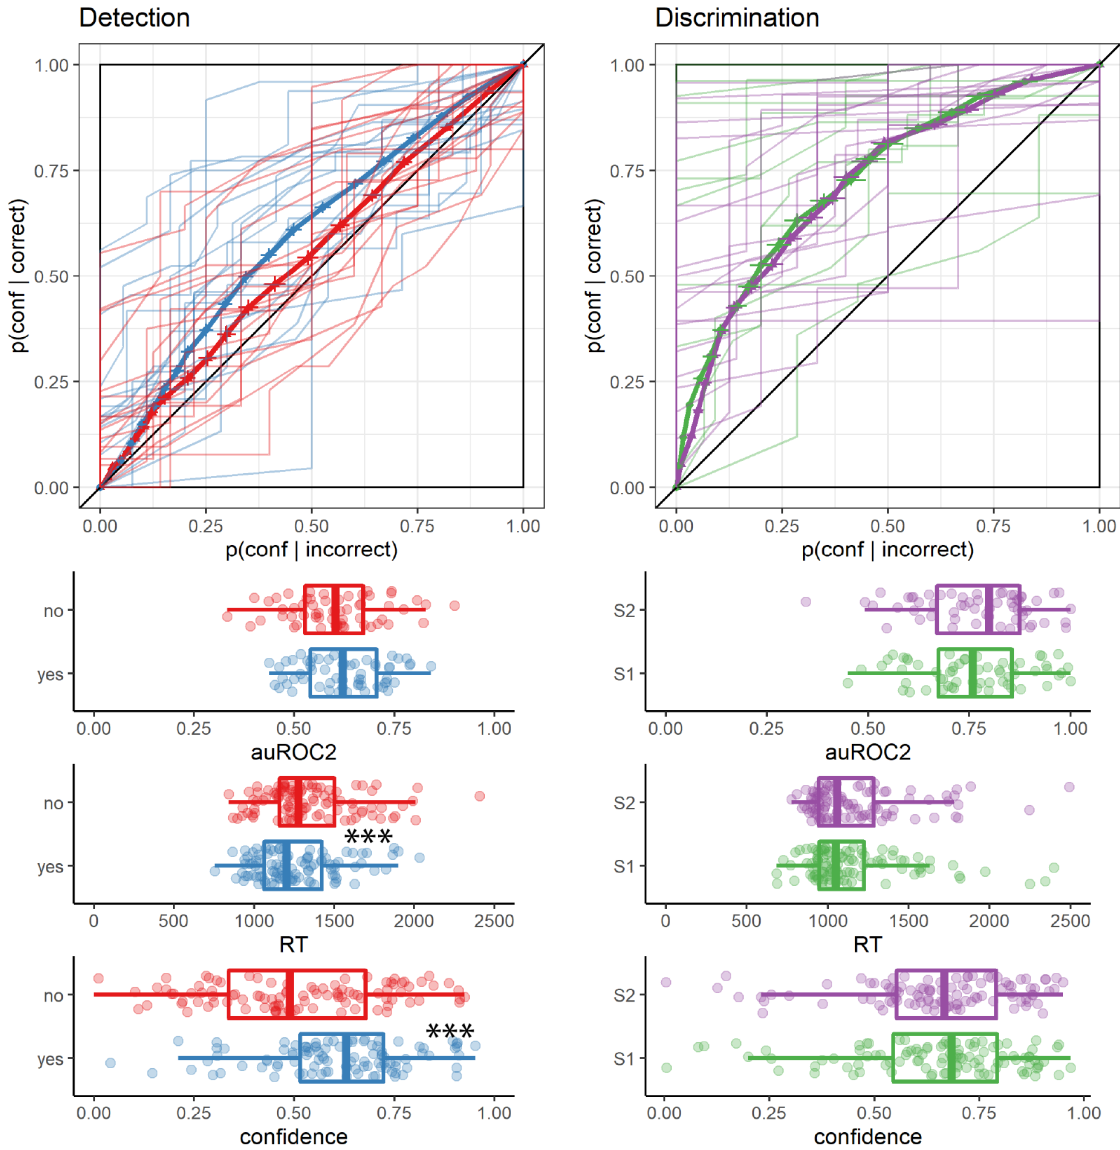 Detection
Discrimination
1.00
0.75
0.50
0.25
0.00
p(conf | correct)
0.00 0.25 0.50 0.75 1.00
p(conf | incorrect)
1.00
0.75
0.50
0.25
0.00
p(conf | correct)
0.00 0.25 0.50 0.75 1.00
p(conf | incorrect)
no
yes
0.00 0.25 0.50 0.75 1.00
auROC2
S2
S1
0.00 0.25 0.50 0.75 1.00
auROC2
no
***
yes
0 500 1000 1500 2000 2500
RT
S2
S1
0 500 1000 1500 2000 2500
RT
no
***
yes
0.00 0.25 0.50 0.75 1.00
confidence
S2
S1
0.00 0.25 0.50 0.75 1.00
confidence